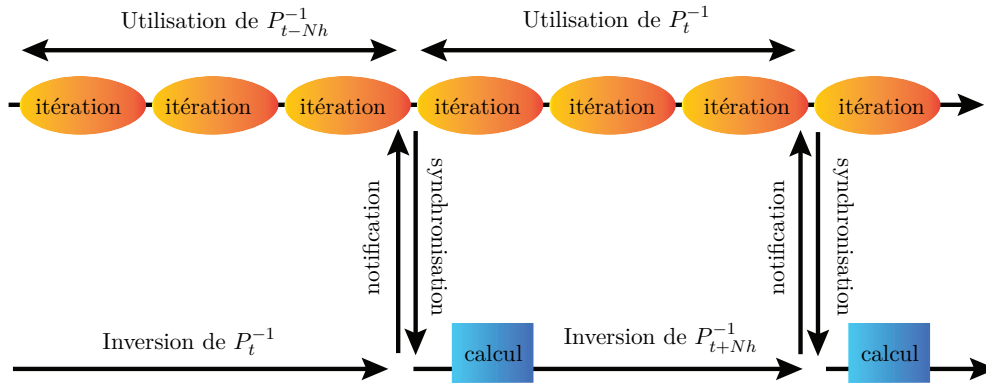 Utilisation de $P_{t-Nh}^{-1}$ Utilisation de $P_t^{-1}$
itération itération itération itération itération itération itération
notification synchronisation notification synchronisation
Inversion de $P_t^{-1}$ calcul Inversion de $P_{t+Nh}^{-1}$ calcul